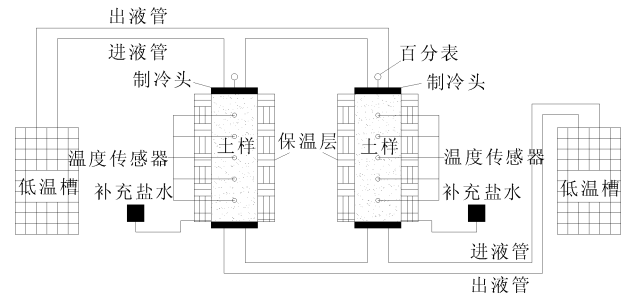 出液管
进液管
百分表
制冷头
制冷头
土样
保温层
土样
温度传感器
温度传感器
低温槽
补充盐水
补充盐水
低温槽
进液管
出液管